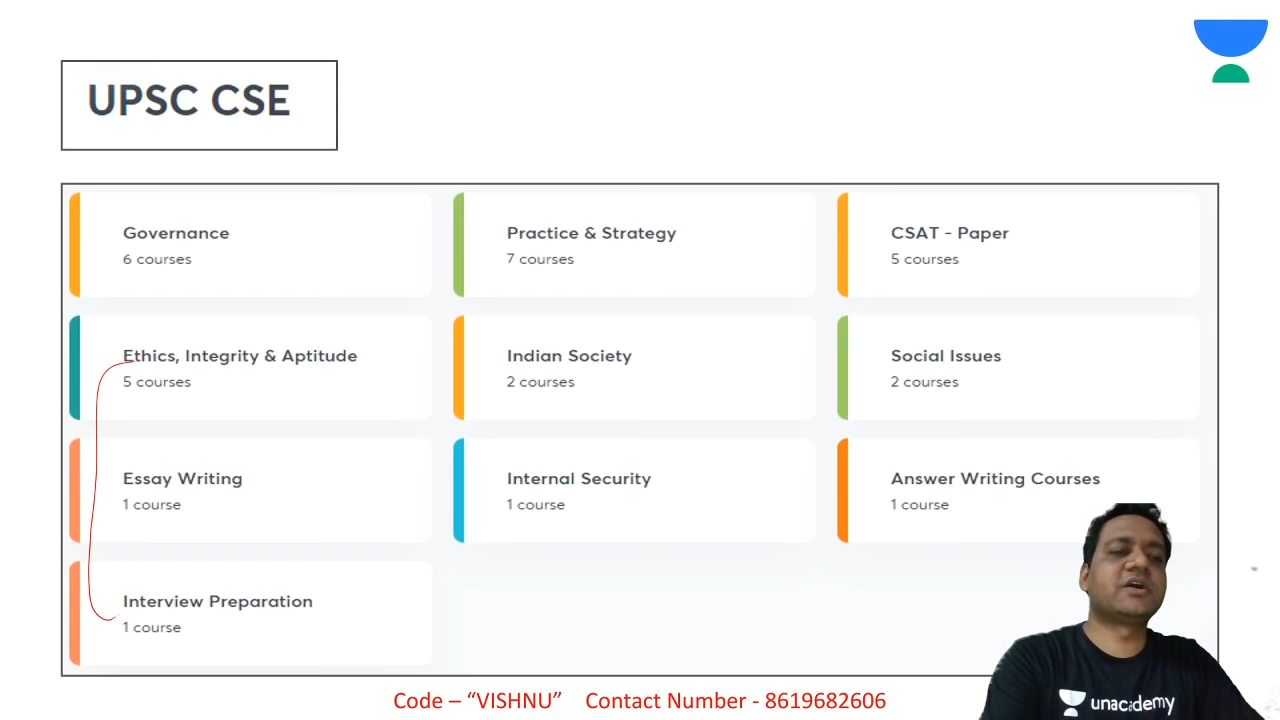 UPSC CSE
Governance
6 courses
Practice & Strategy
7 courses
CSAT - Paper
5 courses
Ethics, Integrity & Aptitude
5 courses
Indian Society
2 courses
Social Issues
2 courses
Essay Writing
1 course
Internal Security
1 course
Answer Writing Courses
1 course
Interview Preparation
1 course
Code – “VISHNU” Contact Number - 8619682606
unacademy